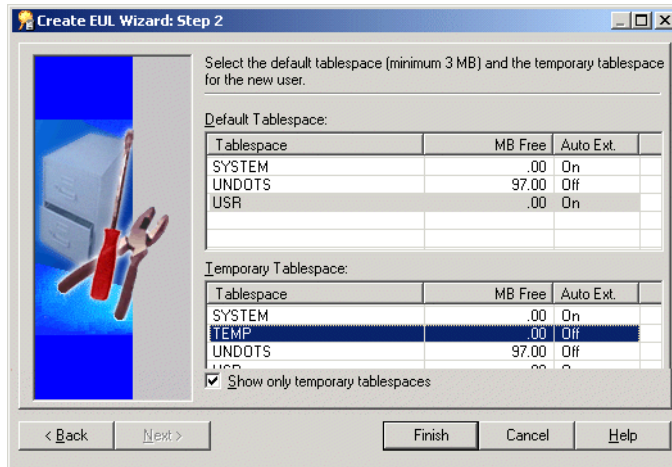 Create EUL Wizard: Step 2
Select the default tablespace (minimum 3 MB) and the temporary tablespace
for the new user.
Default Tablespace:
Tablespace MB Free Auto Ext.
SYSTEM .00 On
UNDOTS 97.00 Off
USR .00 On
Temporary Tablespace:
Tablespace MB Free Auto Ext.
SYSTEM .00 On
TEMP .00 Off
UNDOTS 97.00 Off
Show only temporary tablespaces
< Back Next > Finish Cancel Help